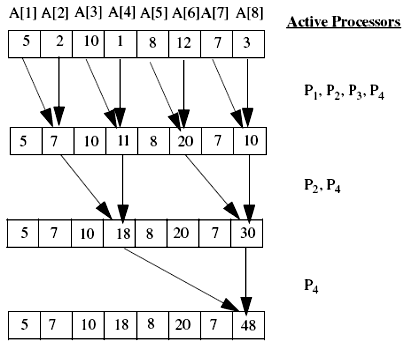 A[1] A[2] A[3] A[4] A[5] A[6] A[7] A[8]
Active Processors
5 2 10 1 8 12 7 3
P1, P2, P3, P4
5 7 10 11 8 20 7 10
P2, P4
5 7 10 18 8 20 7 30
P4
5 7 10 18 8 20 7 48